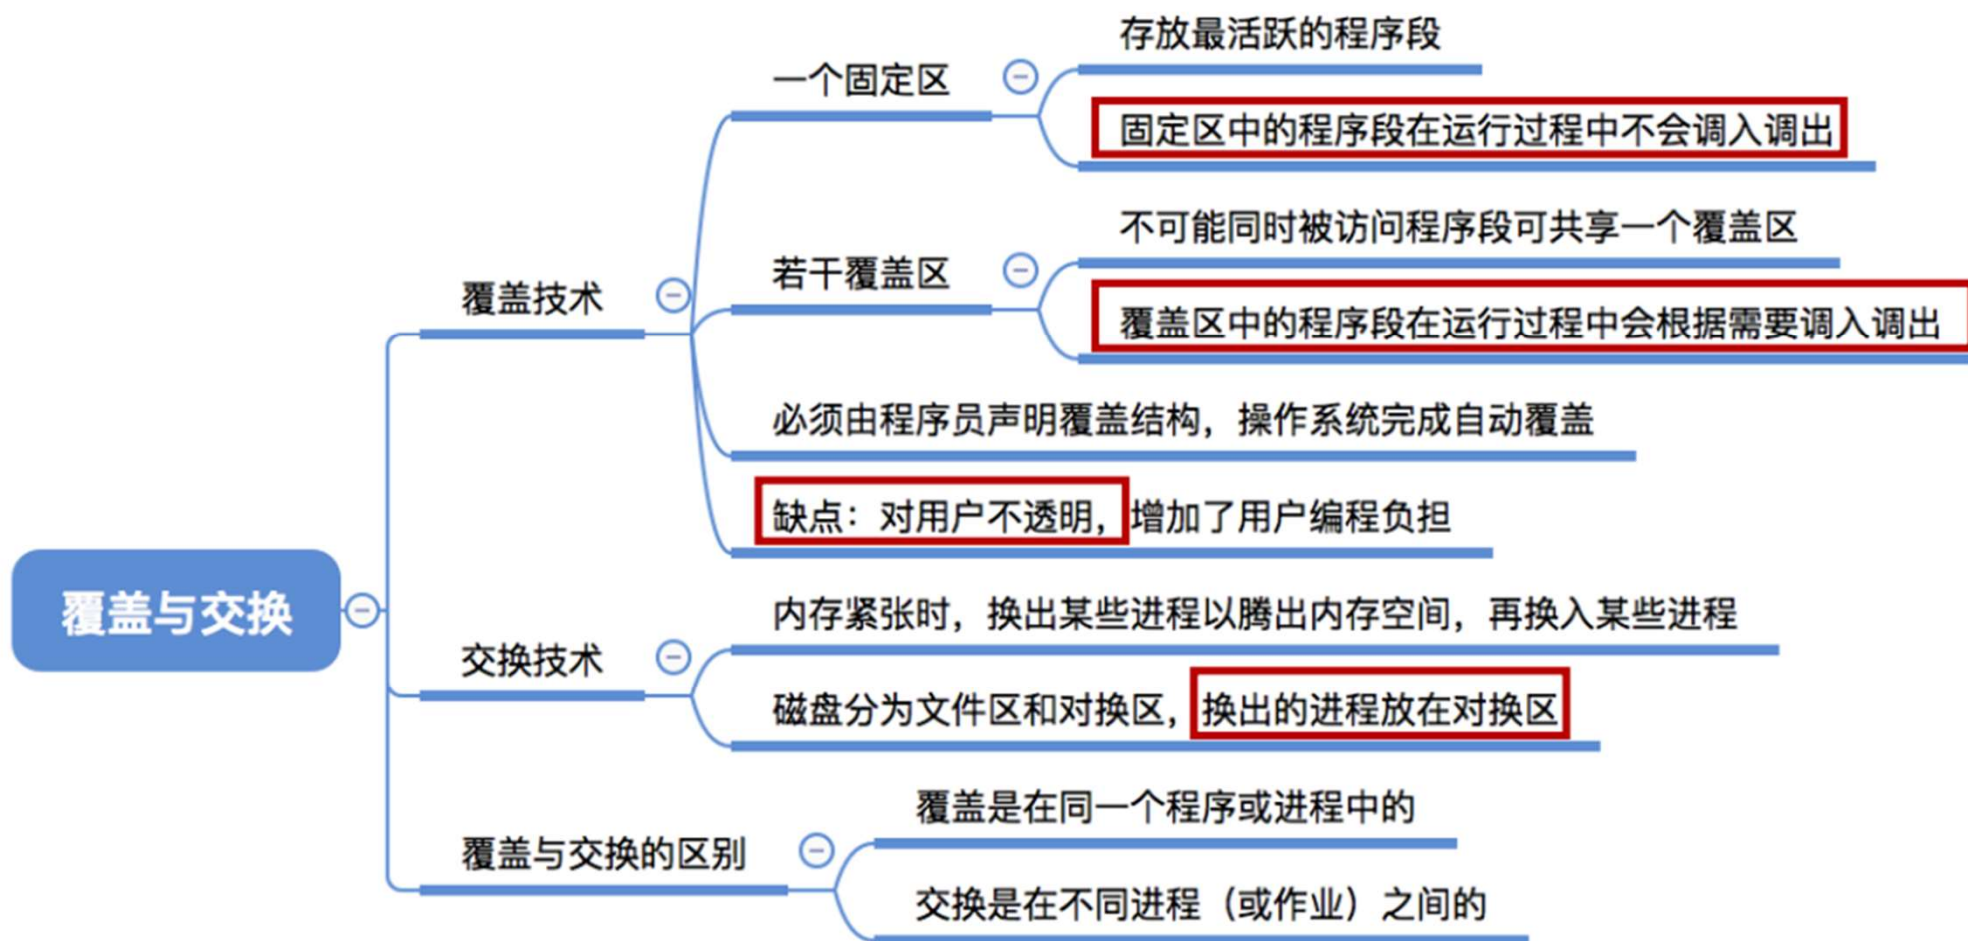 存放最活跃的程序段
一个固定区
固定区中的程序段在运行过程中不会调入调出
不可能同时被访问程序段可共享一个覆盖区
若干覆盖区
覆盖技术
覆盖区中的程序段在运行过程中会根据需要调入调出
必须由程序员声明覆盖结构，操作系统完成自动覆盖
缺点：对用户不透明，增加了用户编程负担
覆盖与交换
内存紧张时，换出某些进程以腾出内存空间，再换入某些进程
交换技术
磁盘分为文件区和对换区，换出的进程放在对换区
覆盖是在同一个程序或进程中的
覆盖与交换的区别
交换是在不同进程（或作业）之间的